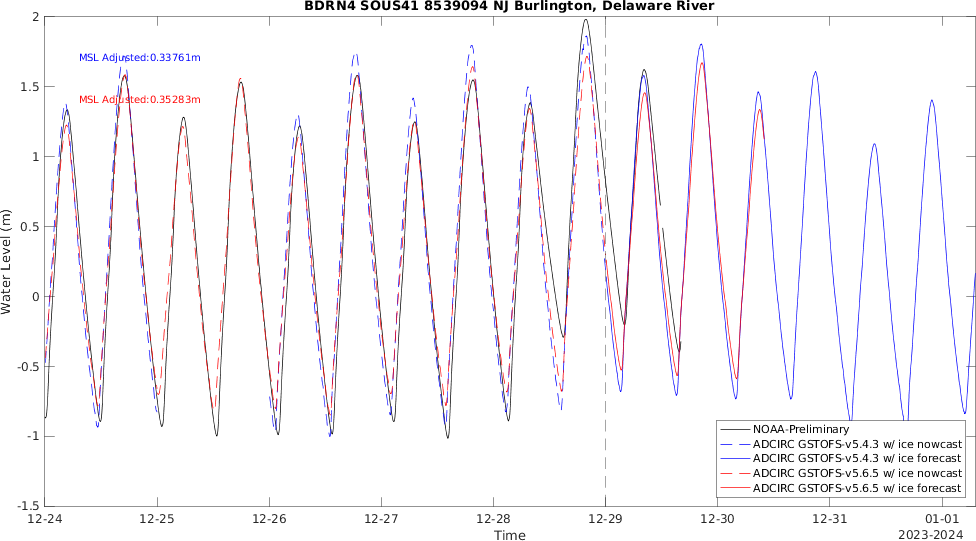 BDRN4 SOUS41 8539094 NJ Burlington, Delaware River
2
MSL Adjusted:0.33761m
1.5
MSL Adjusted:0.35283m
1
0.5
Water Level (m)
0
-0.5
-1
-1.5
NOAA-Preliminary
ADCIRC GSTOFS-v5.4.3 w/ ice nowcast
ADCIRC GSTOFS-v5.4.3 w/ ice forecast
ADCIRC GSTOFS-v5.6.5 w/ ice nowcast
ADCIRC GSTOFS-v5.6.5 w/ ice forecast
12-24 12-25 12-26 12-27 12-28 12-29 12-30 12-31 01-01
Time
2023-2024